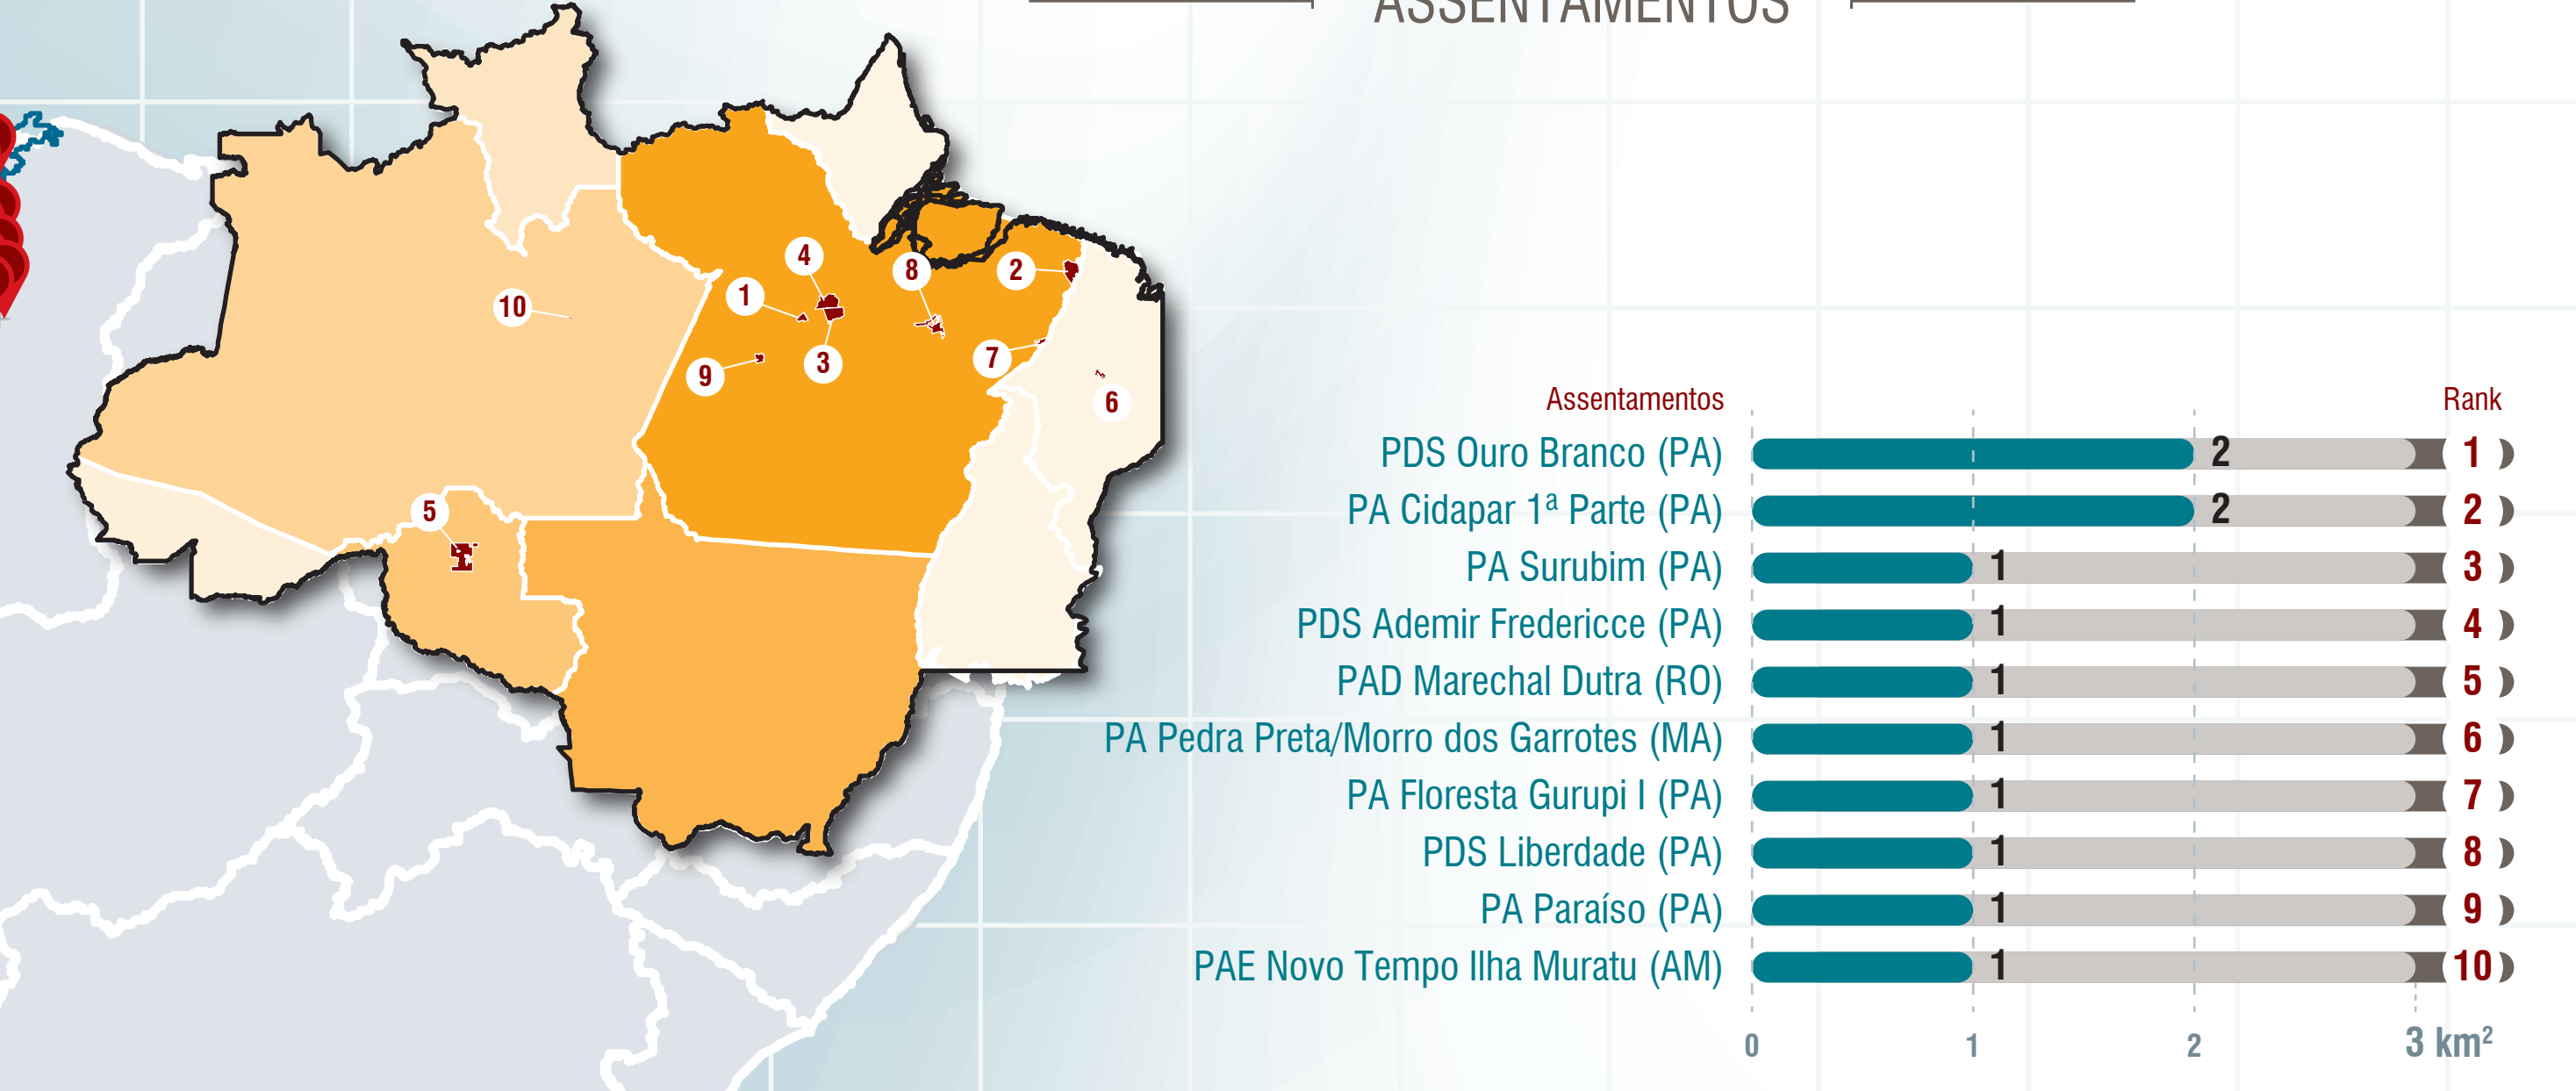 ASSENTAMENTOS
4
8
2
1
10
3
7
9
6
5
Assentamentos Rank
PDS Ouro Branco (PA) 2 1
PA Cidapar 1ª Parte (PA) 2 2
PA Surubim (PA) 1 3
PDS Ademir Fredericce (PA) 1 4
PAD Marechal Dutra (RO) 1 5
PA Pedra Preta/Morro dos Garrotes (MA) 1 6
PA Floresta Gurupi I (PA) 1 7
PDS Liberdade (PA) 1 8
PA Paraíso (PA) 1 9
PAE Novo Tempo Ilha Muratu (AM) 1 10
0 1 2 3 km²